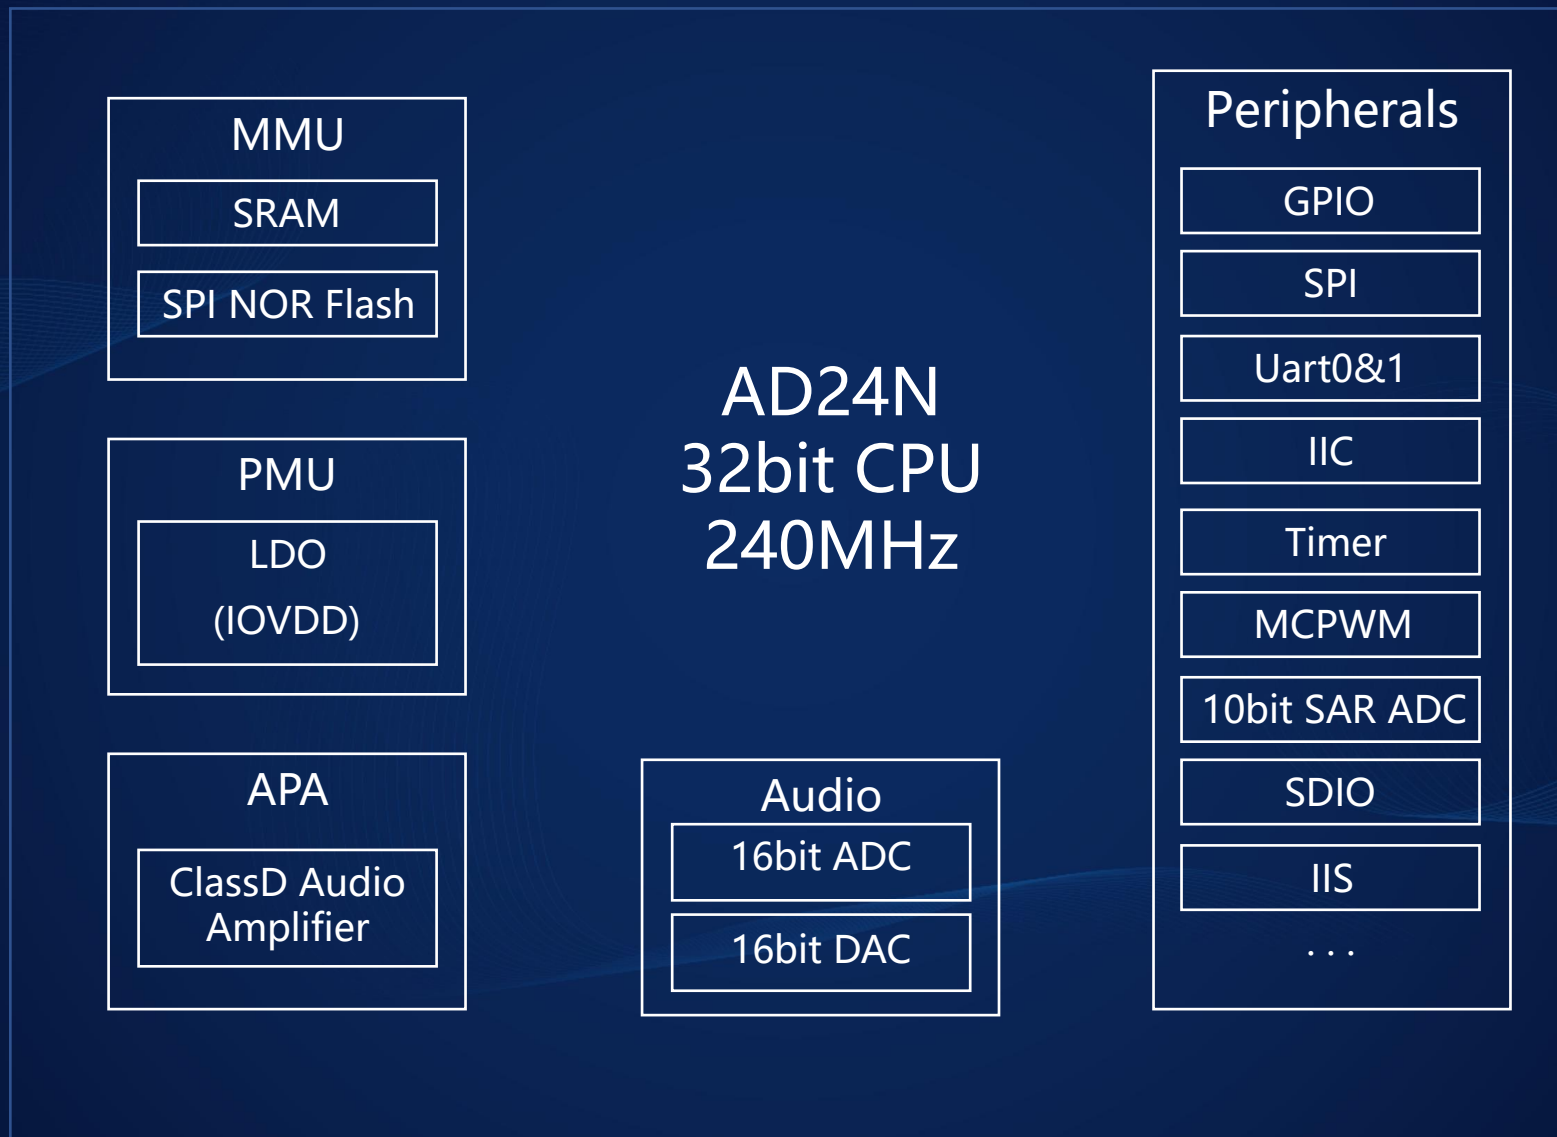 MMU
SRAM
SPI NOR Flash
PMU
LDO
(IOVDD)
APA
ClassD Audio
Amplifier
AD24N
32bit CPU
240MHz
Audio
16bit ADC
16bit DAC
Peripherals
GPIO
SPI
Uart0&1
IIC
Timer
MCPWM
10bit SAR ADC
SDIO
IIS
...